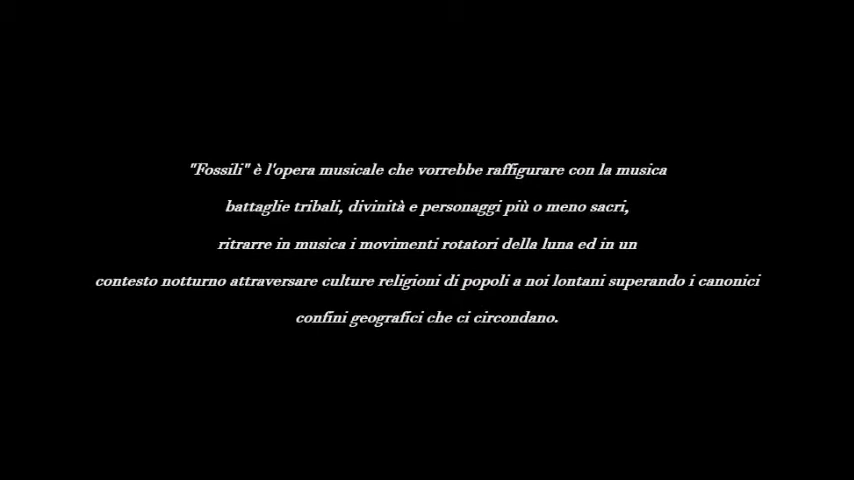 "Fossili" è l'opera musicale che vorrebbe raffigurare con la musica
battaglie tribali, divinità e personaggi più o meno sacri,
ritrarre in musica i movimenti rotatori della luna ed in un
contesto notturno attraversare culture religioni di popoli a noi lontani superando i canonici
confini geografici che ci circondano.